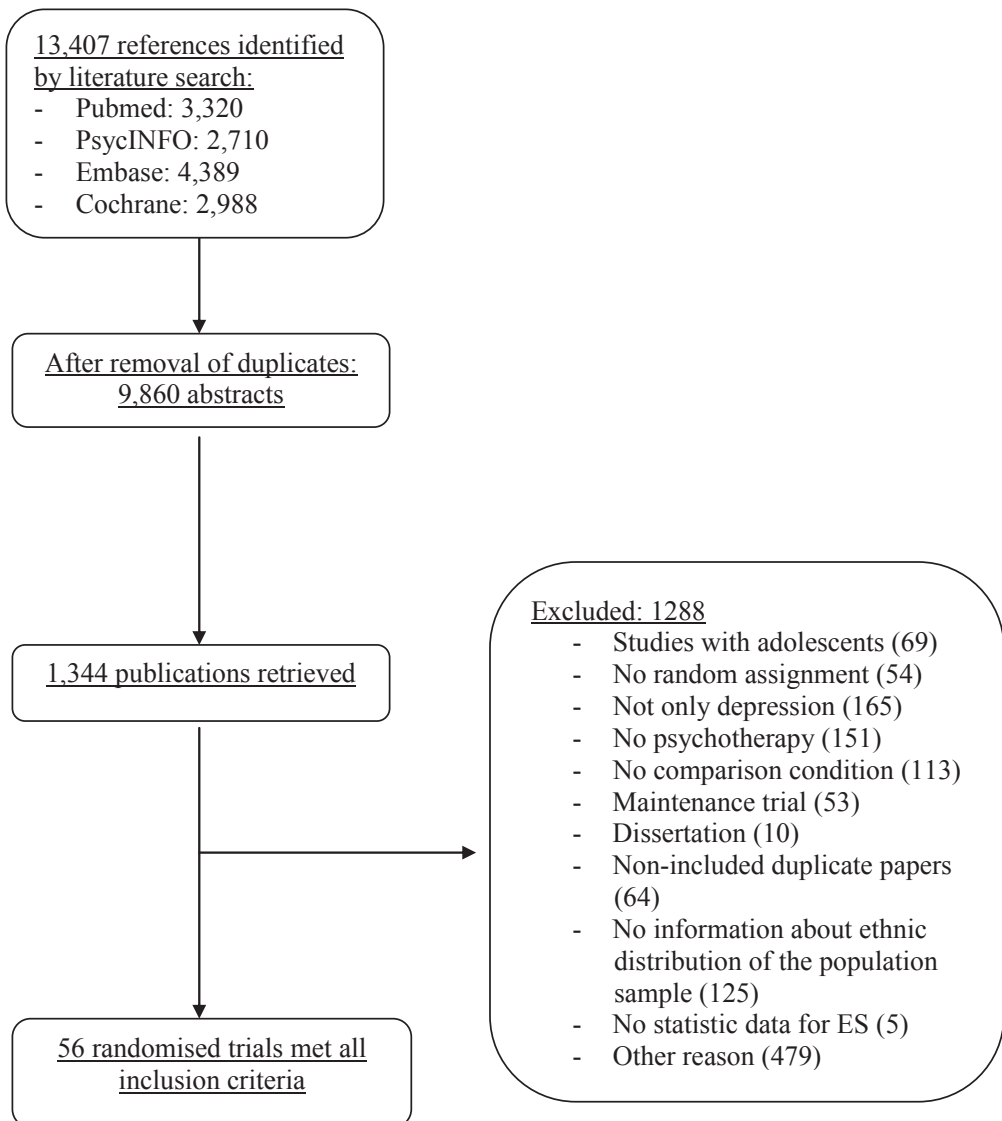 13,407 references identified
by literature search:
- Pubmed: 3,320
- PsycINFO: 2,710
- Embase: 4,389
- Cochrane: 2,988
After removal of duplicates:
9,860 abstracts
1,344 publications retrieved
Excluded: 1288
- Studies with adolescents (69)
- No random assignment (54)
- Not only depression (165)
- No psychotherapy (151)
- No comparison condition (113)
- Maintenance trial (53)
- Dissertation (10)
- Non-included duplicate papers
(64)
- No information about ethnic
distribution of the population
sample (125)
- No statistic data for ES (5)
- Other reason (479)
56 randomised trials met all
inclusion criteria